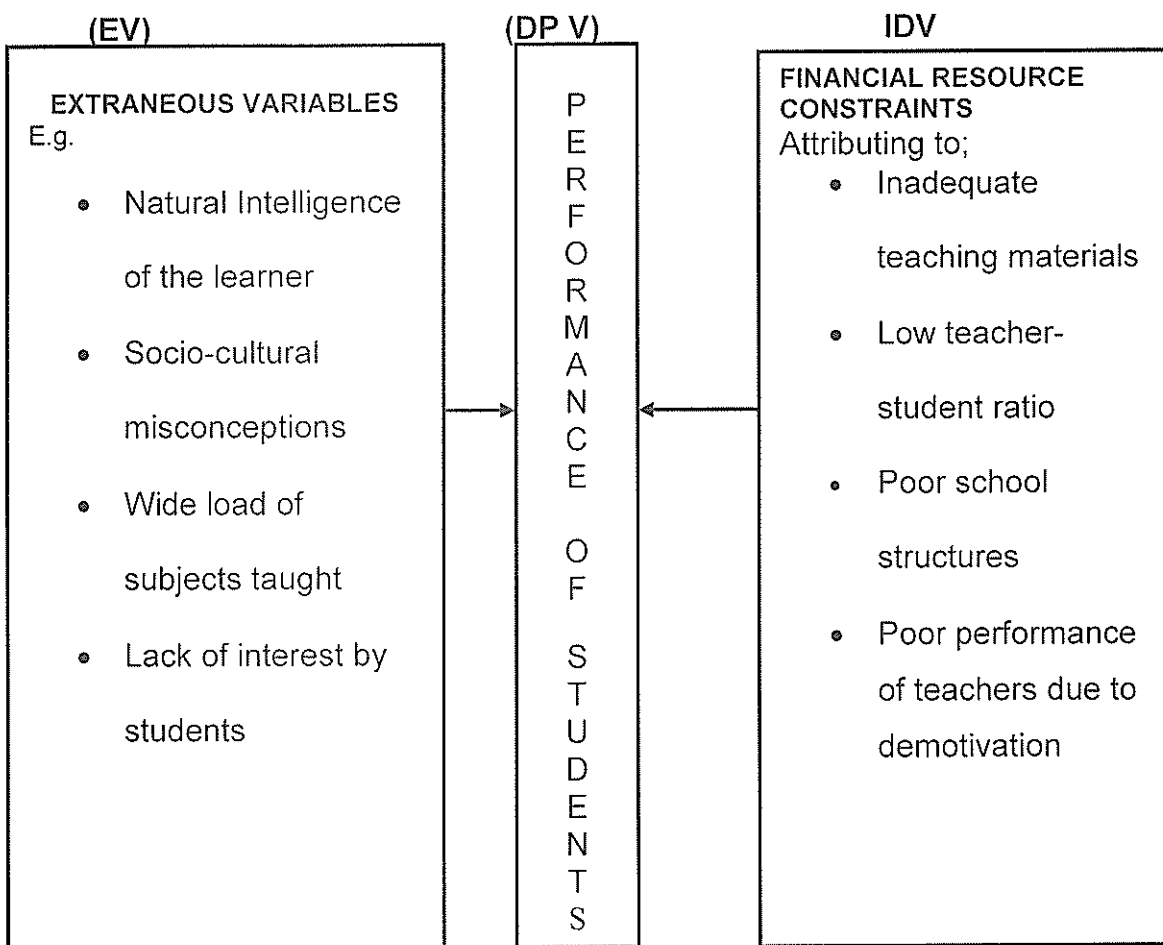 (EV)
EXTRANEOUS VARIABLES
E.g.
• Natural Intelligence
of the learner
• Socio-cultural
misconceptions
• Wide load of
subjects taught
• Lack of interest by
students
(DP V)
P
E
R
F
O
R
M
A
N
C
E
O
F
S
T
U
D
E
N
T
S
IDV
FINANCIAL RESOURCE
CONSTRAINTS
Attributing to;
• Inadequate
teaching materials
• Low teacher-
student ratio
• Poor school
structures
• Poor performance
of teachers due to
demotivation